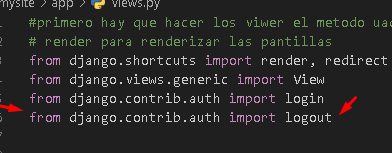 mysite > app > views.py
#primero hay que hacer los viwer el metodo uad
# render para renderizar las pantillas
from django.shortcuts import render, redirect
from django.views.generic import View
from django.contrib.auth import login
from django.contrib.auth import logout